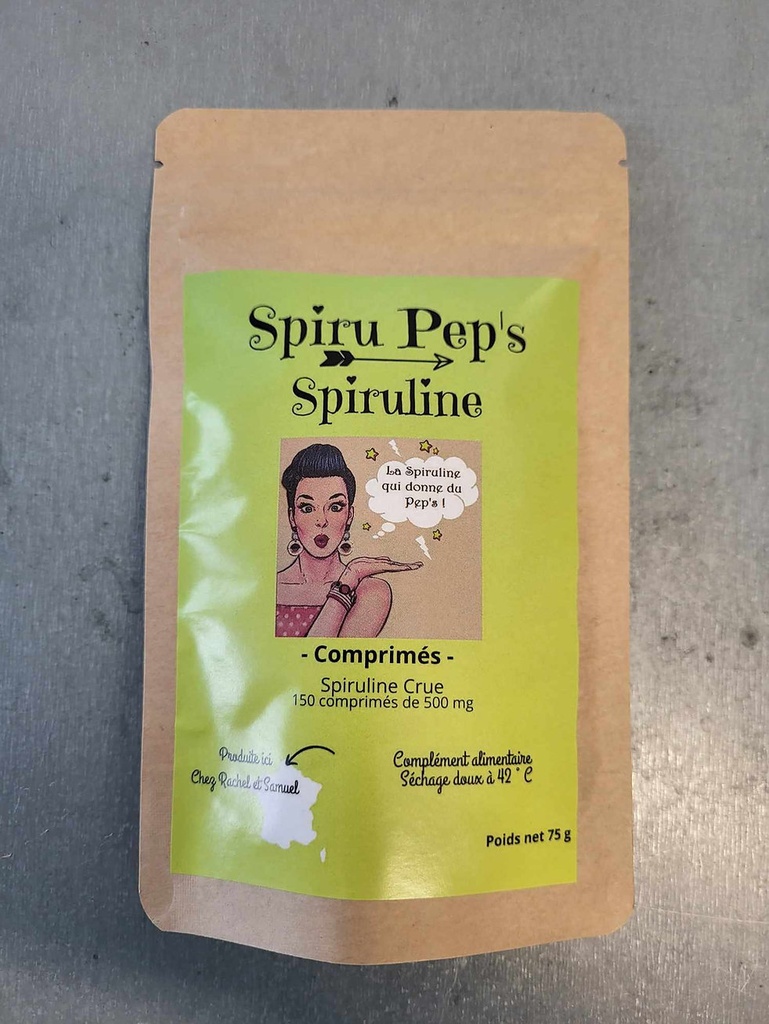 Spiru Pep's
Spiruline
La Spiruline
qui donne du
Pep's !
- Comprimés -
Spiruline Crue
150 comprimés de 500 mg
Produite ici
Chez Rachel et Samuel
Complément alimentaire
Séchage doux à 42 ° C
Poids net 75 g